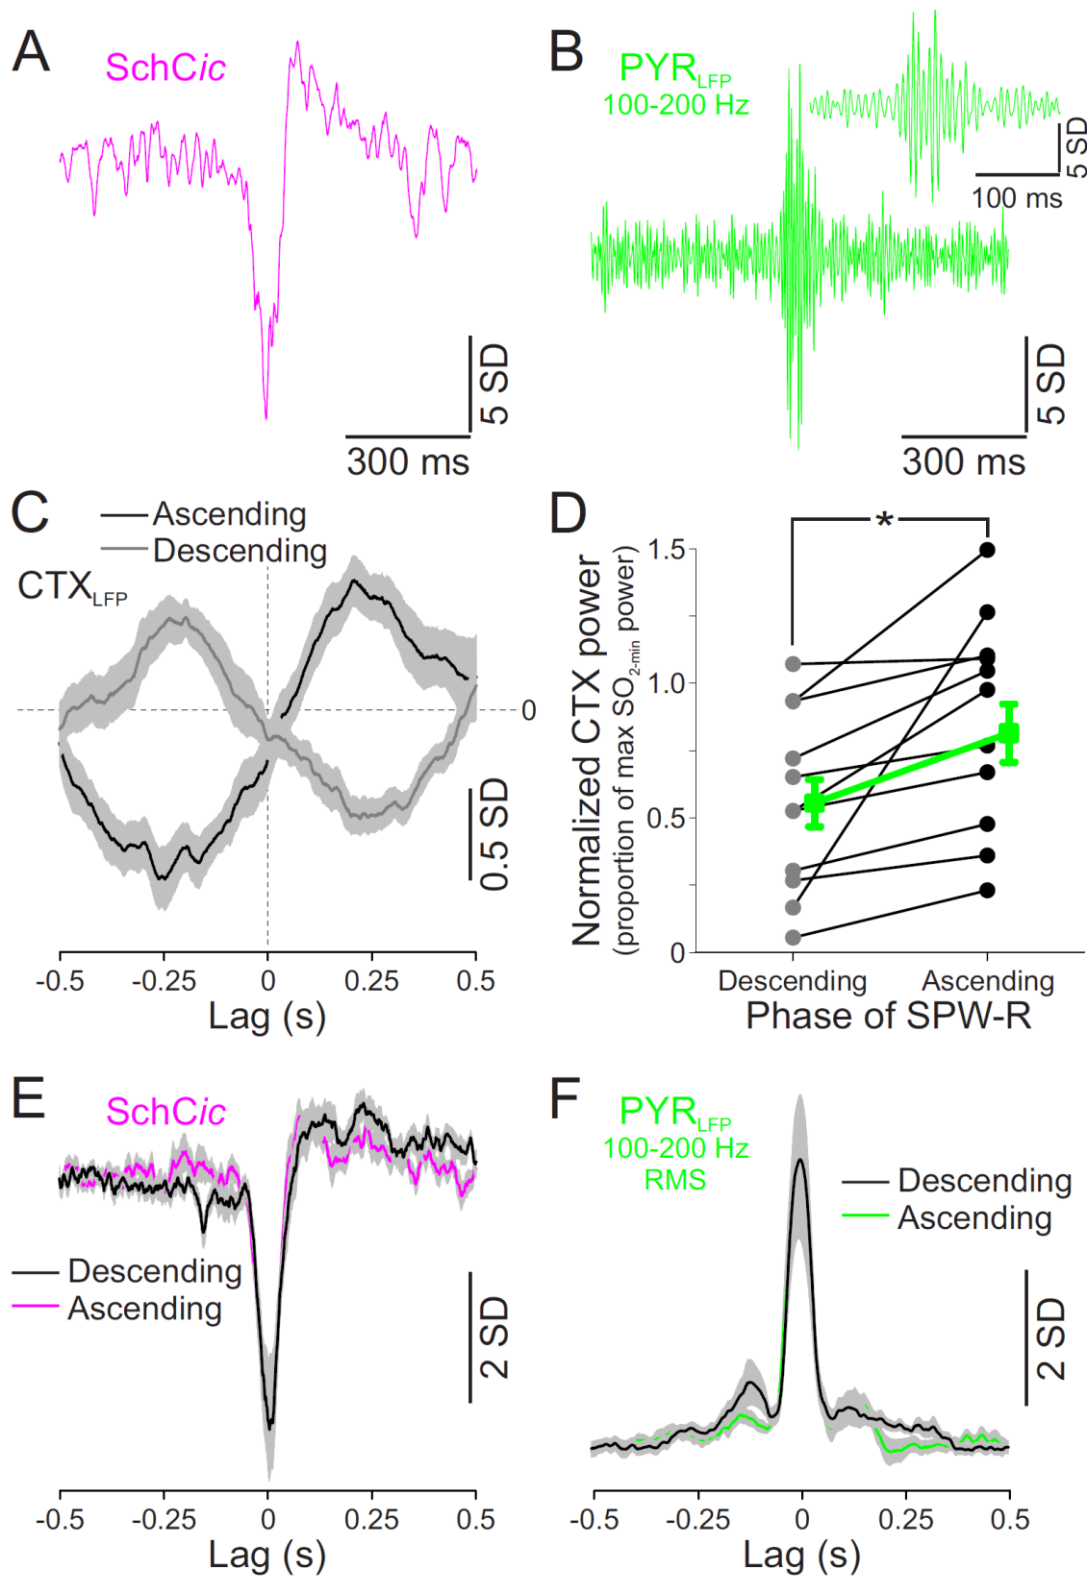 A
SchCic
5 SD
300 ms
B
PYR_LFP
100-200 Hz
5 SD
100 ms
5 SD
300 ms
C
Ascending
Descending
CTX_LFP
0
0.5 SD
-0.5 -0.25 0 0.25 0.5
Lag (s)
D
*
Normalized CTX power
(proportion of max SO_2-min power)
1.5
1.0
0.5
0
Descending Ascending
Phase of SPW-R
E
SchCic
Descending
Ascending
2 SD
-0.5 -0.25 0 0.25 0.5
Lag (s)
F
PYR_LFP
100-200 Hz
RMS
Descending
Ascending
2 SD
-0.5 -0.25 0 0.25 0.5
Lag (s)